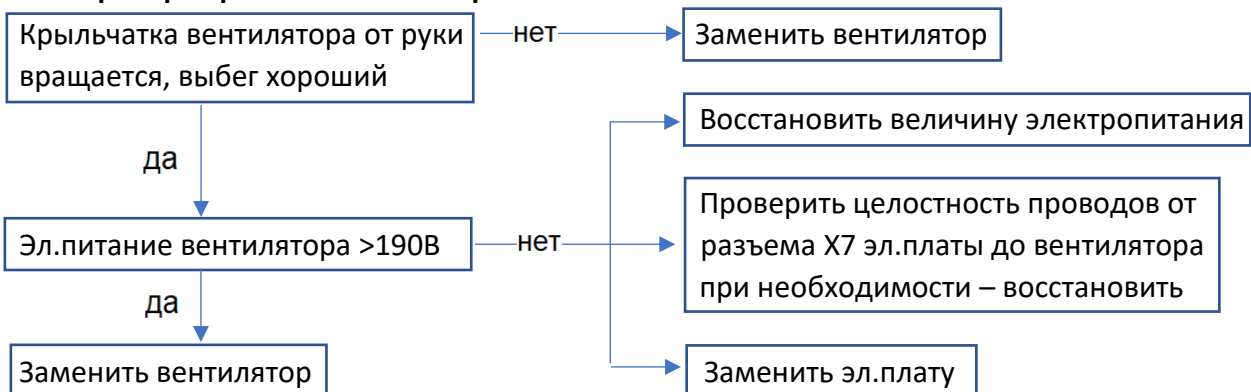 Крыльчатка вентилятора от руки
вращается, выбег хороший
нет
Заменить вентилятор
да
Эл.питание вентилятора >190В
нет
Восстановить величину электропитания
Проверить целостность проводов от
разъема Х7 эл.платы до вентилятора
при необходимости – восстановить
да
Заменить вентилятор
Заменить эл.плату